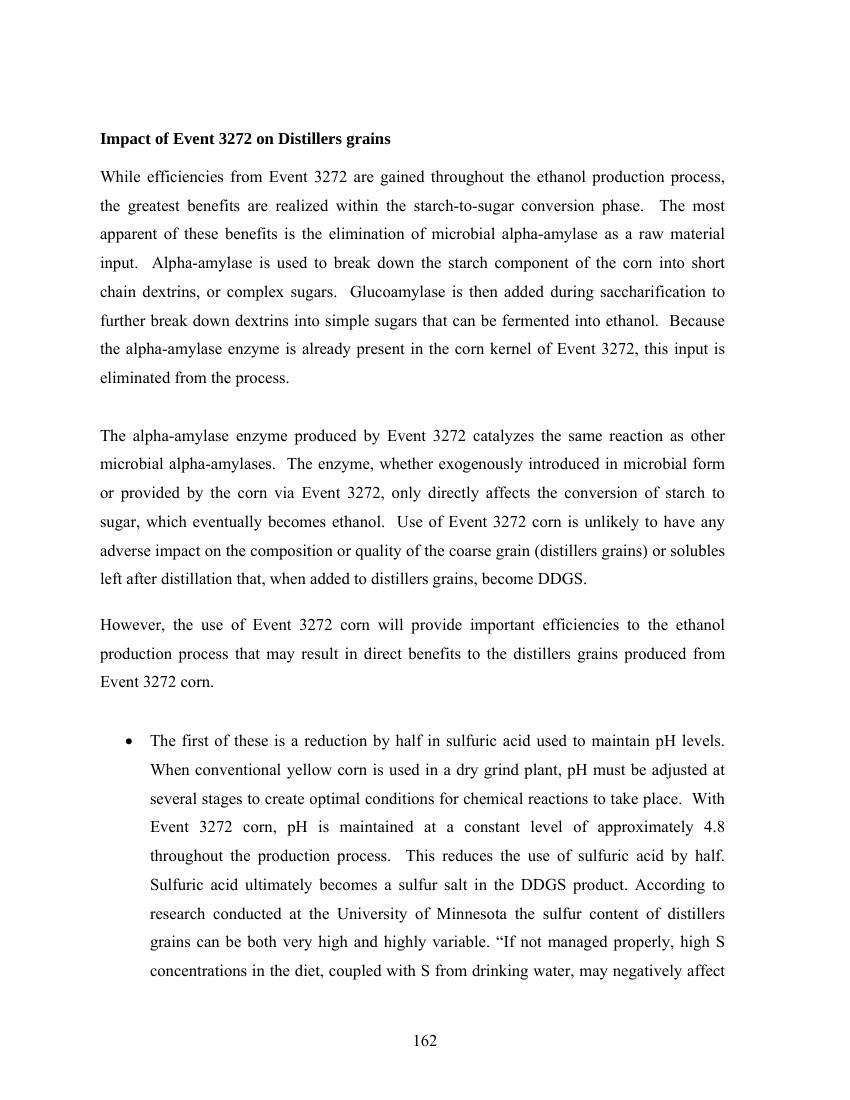 Impact of Event 3272 on Distillers grains
While efficiencies from Event 3272 are gained throughout the ethanol production process,
the greatest benefits are realized within the starch-to-sugar conversion phase.  The most
apparent of these benefits is the elimination of microbial alpha-amylase as a raw material
input.  Alpha-amylase is used to break down the starch component of the corn into short
chain dextrins, or complex sugars.  Glucoamylase is then added during saccharification to
further break down dextrins into simple sugars that can be fermented into ethanol.  Because
the alpha-amylase enzyme is already present in the corn kernel of Event 3272, this input is
eliminated from the process.
The alpha-amylase enzyme produced by Event 3272 catalyzes the same reaction as other
microbial alpha-amylases.  The enzyme, whether exogenously introduced in microbial form
or provided by the corn via Event 3272, only directly affects the conversion of starch to
sugar, which eventually becomes ethanol.  Use of Event 3272 corn is unlikely to have any
adverse impact on the composition or quality of the coarse grain (distillers grains) or solubles
left after distillation that, when added to distillers grains, become DDGS.
However, the use of Event 3272 corn will provide important efficiencies to the ethanol
production process that may result in direct benefits to the distillers grains produced from
Event 3272 corn.
• The first of these is a reduction by half in sulfuric acid used to maintain pH levels.
When conventional yellow corn is used in a dry grind plant, pH must be adjusted at
several stages to create optimal conditions for chemical reactions to take place.  With
Event 3272 corn, pH is maintained at a constant level of approximately 4.8
throughout the production process.  This reduces the use of sulfuric acid by half.
Sulfuric acid ultimately becomes a sulfur salt in the DDGS product. According to
research conducted at the University of Minnesota the sulfur content of distillers
grains can be both very high and highly variable. “If not managed properly, high S
concentrations in the diet, coupled with S from drinking water, may negatively affect
162